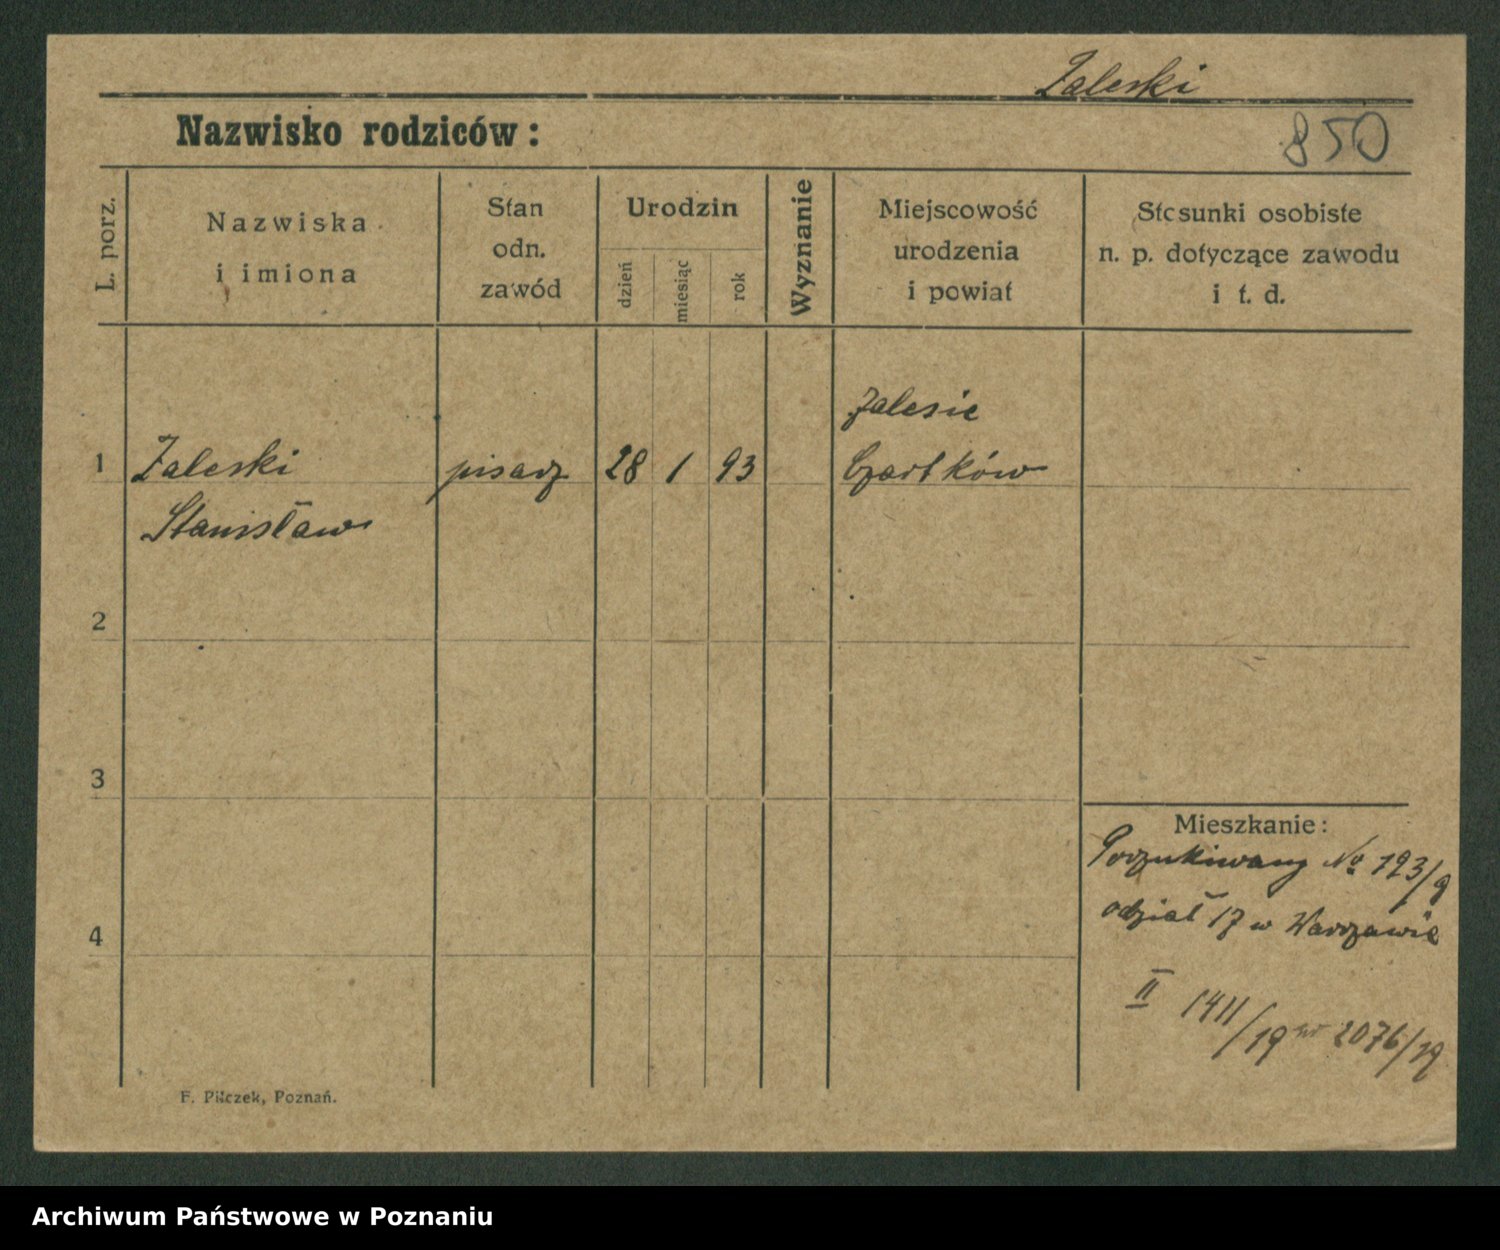 Zaleski
Nazwisko rodziców:
850
L. porz.
Nazwiska
i imiona
Stan
odn.
zawód
Urodzin
dzień
miesiąc
rok
Wyznanie
Miejscowość
urodzenia
i powiat
Stosunki osobiste
n. p. dotyczące zawodu
i t. d.
Zalesie
1 Zaleski pisarz 28 1 93 Czortków
Stanisław
2
3
Mieszkanie:
Poszukiwany № 123/9
4
odział 17 w Warszawie
II 1411/19 nr 2076/19
F. Pilczek, Poznań.
Archiwum Państwowe w Poznaniu